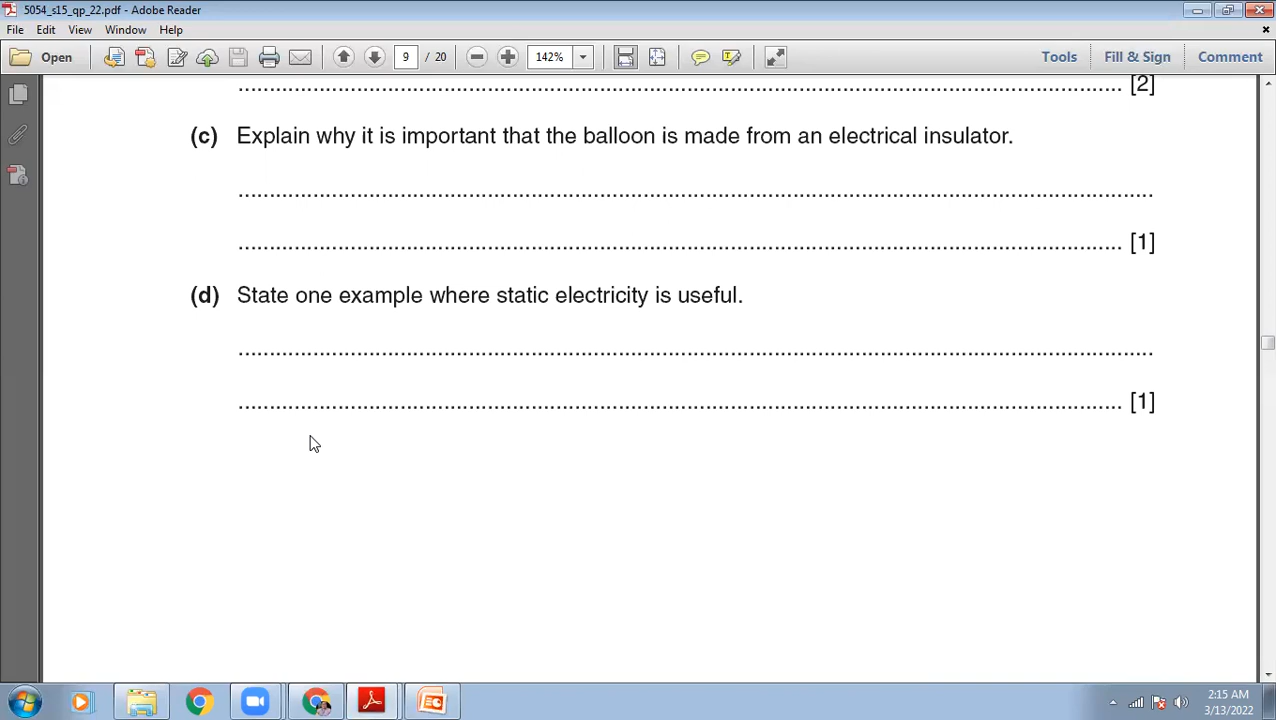 5054_s15_qp_22.pdf - Adobe Reader
File Edit View Window Help
Open 9 / 20 142% Tools Fill & Sign Comment
.................................................................................................................................. [2]
(c) Explain why it is important that the balloon is made from an electrical insulator.
.......................................................................................................................................
.................................................................................................................................. [1]
(d) State one example where static electricity is useful.
.......................................................................................................................................
.................................................................................................................................. [1]
2:15 AM
3/13/2022